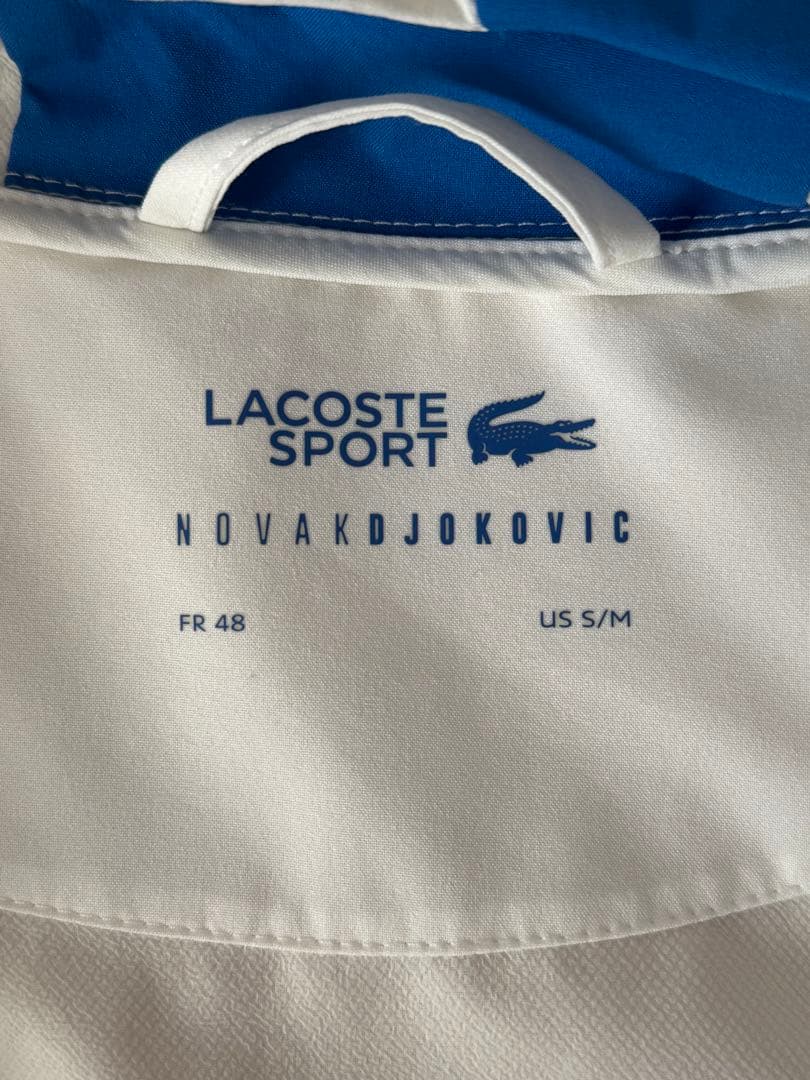 LACOSTE
SPORT
NOVAKDJOKOVIC
FR 48 US S/M